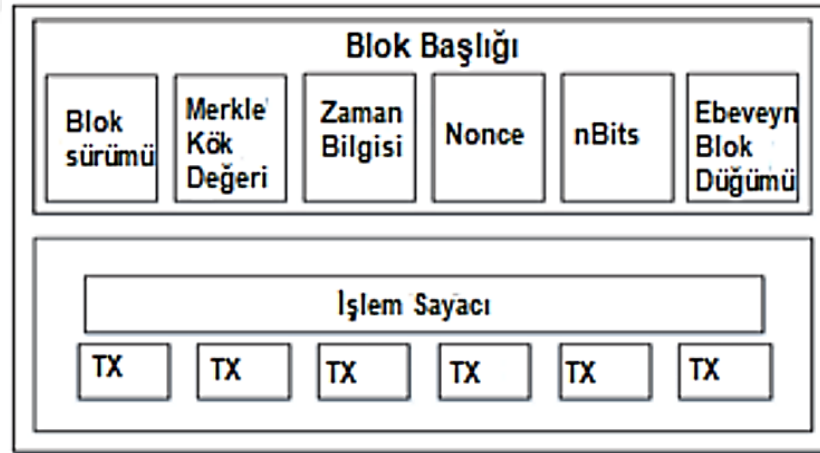 Blok Başlığı
Blok
sürümü
Merkle
Kök
Değeri
Zaman
Bilgisi
Nonce
nBits
Ebeveyn
Blok
Düğümü
İşlem Sayacı
TX
TX
TX
TX
TX
TX